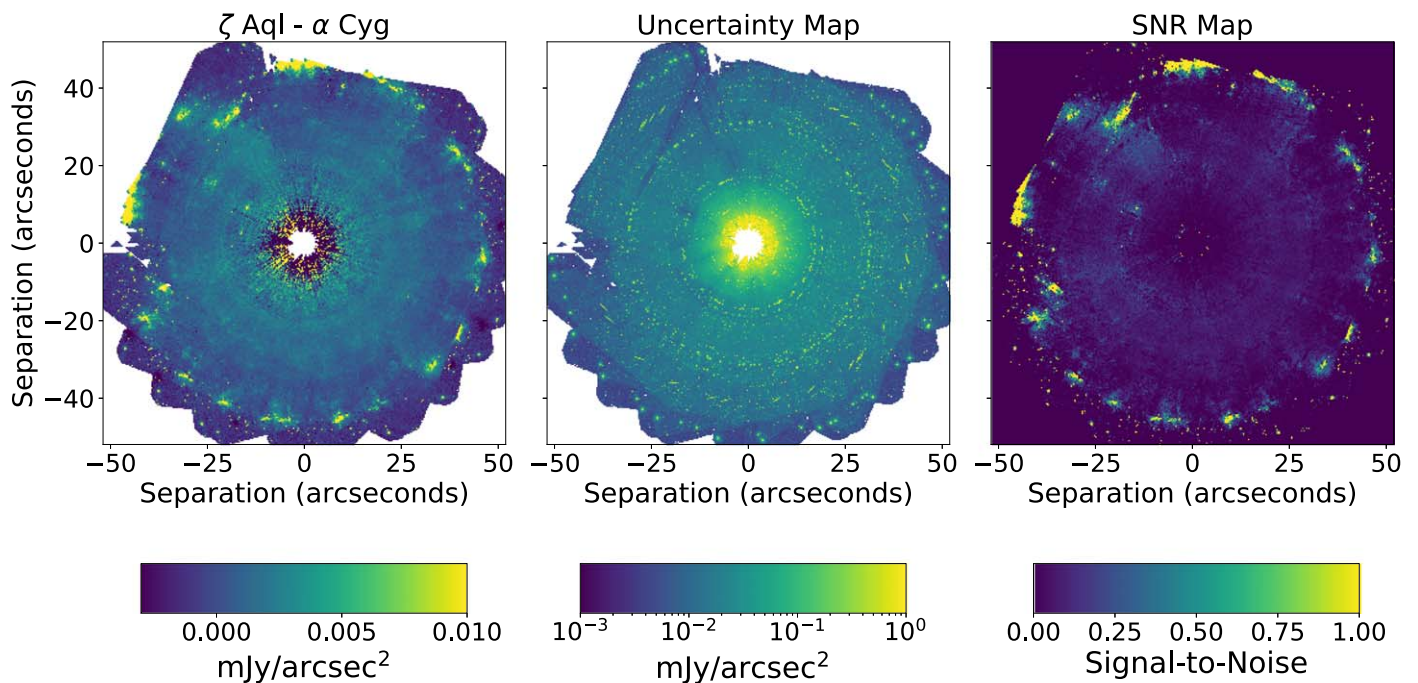 ζ Aql - α Cyg
Uncertainty Map
SNR Map
Separation (arcseconds)
40
20
0
−20
−40
−50 −25 0 25 50
−50 −25 0 25 50
−50 −25 0 25 50
Separation (arcseconds)
Separation (arcseconds)
Separation (arcseconds)
0.000 0.005 0.010
10⁻³ 10⁻² 10⁻¹ 10⁰
0.00 0.25 0.50 0.75 1.00
mJy/arcsec²
mJy/arcsec²
Signal-to-Noise